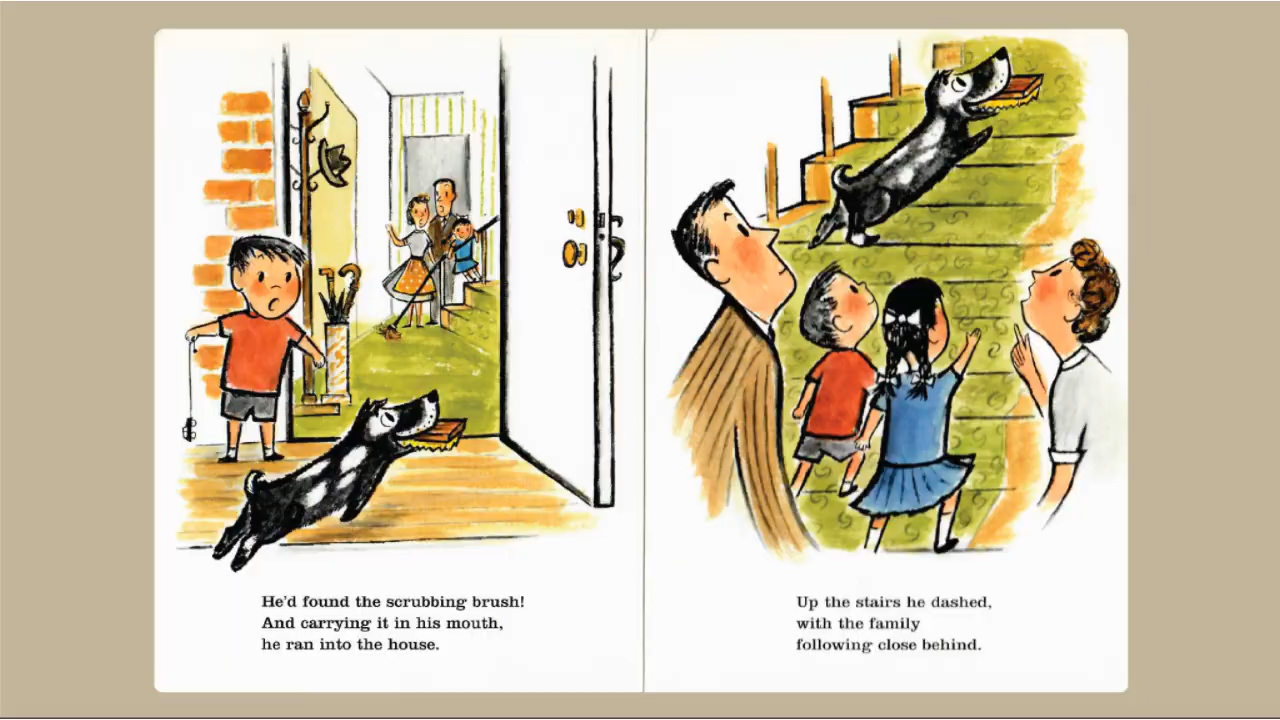 He'd found the scrubbing brush!
And carrying it in his mouth,
he ran into the house.
Up the stairs he dashed,
with the family
following close behind.